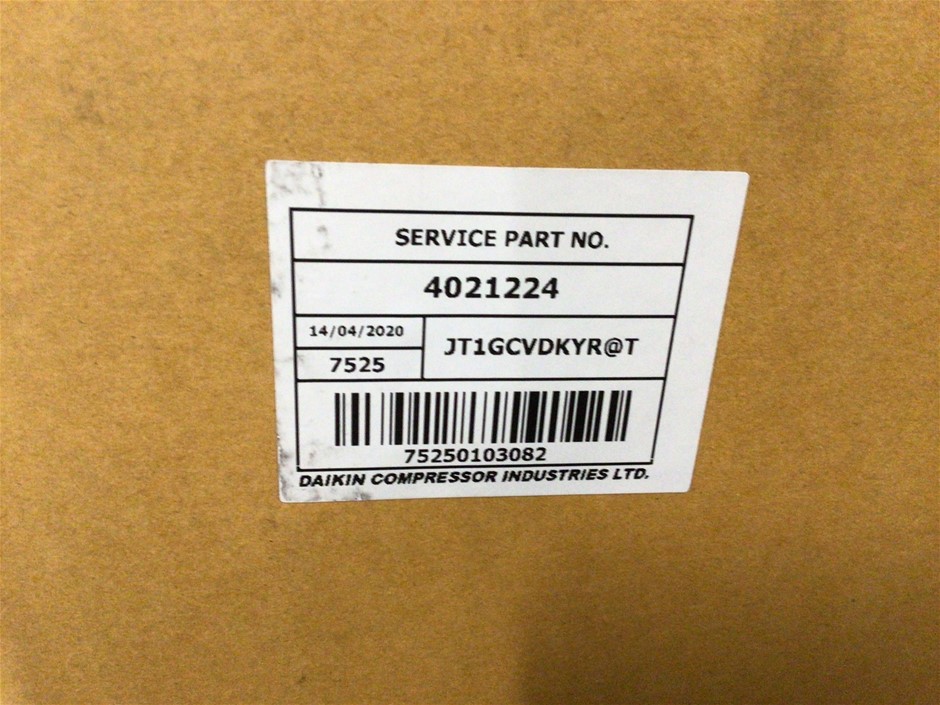 SERVICE PART NO.
4021224
14/04/2020
JT1GCVDKYR@T
7525
75250103082
DAIKIN COMPRESSOR INDUSTRIES LTD.